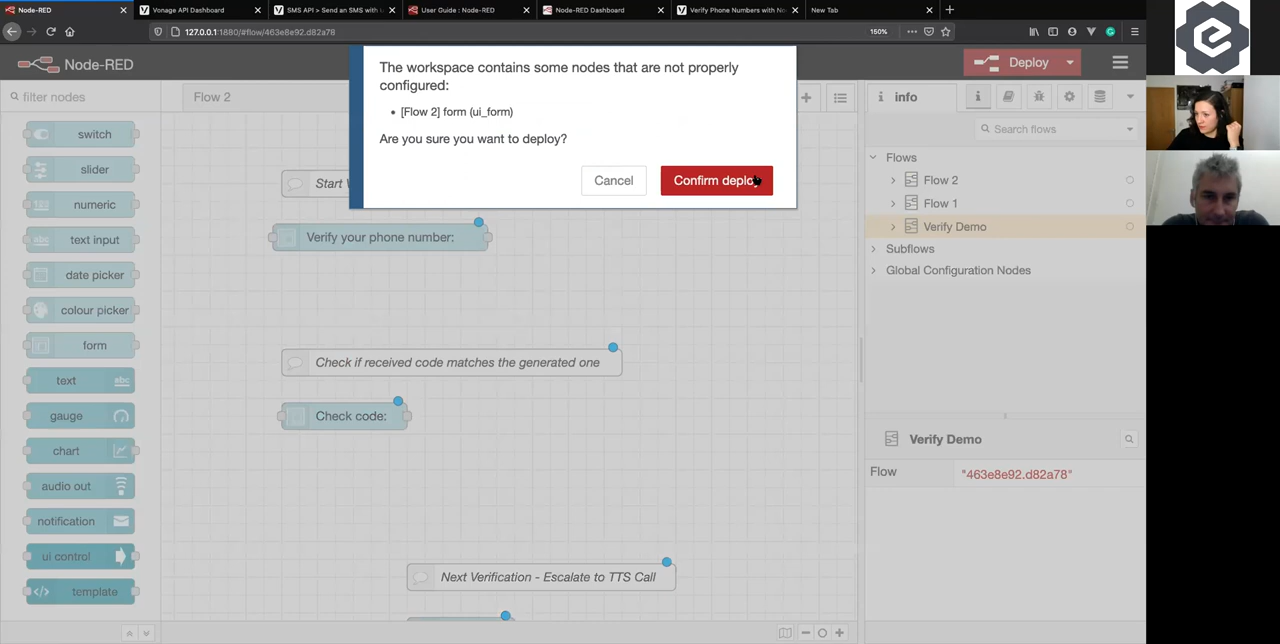 Node-RED
Vonage API Dashboard
SMS API > Send an SMS with
User Guide : Node-RED
Node-RED Dashboard
Verify Phone Numbers with No
New Tab
127.0.0.1:1880/#flow/463e8e92.d82a78
150%
Node-RED
Deploy
The workspace contains some nodes that are not properly
configured:
• [Flow 2] form (ui_form)
Are you sure you want to deploy?
Cancel
Confirm deploy
filter nodes
Flow 2
i info
Search flows
switch
slider
numeric
text input
date picker
colour picker
form
text
gauge
chart
audio out
notification
ui control
template
Start V
Verify your phone number:
Check if received code matches the generated one
Check code:
Next Verification - Escalate to TTS Call
Flows
Flow 2
Flow 1
Verify Demo
Subflows
Global Configuration Nodes
Verify Demo
Flow
"463e8e92.d82a78"